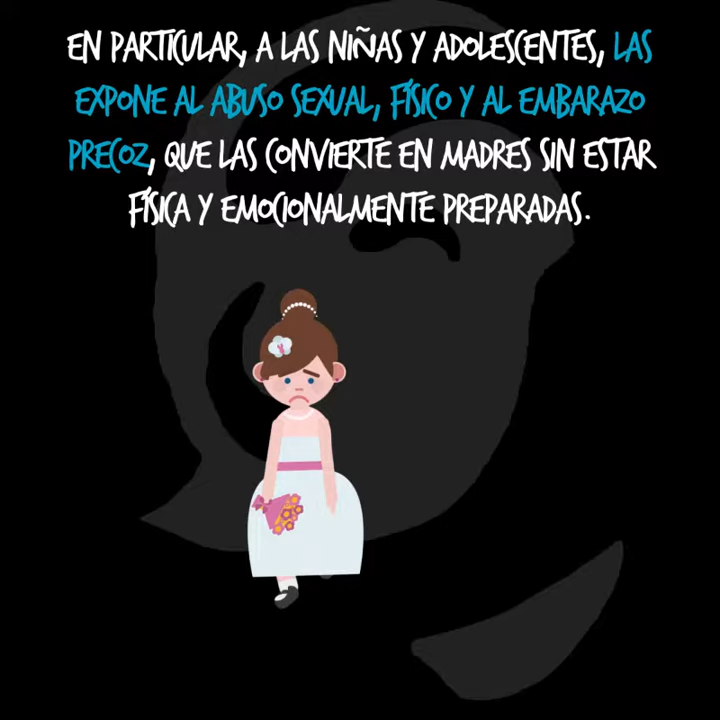 EN PARTICULAR, A LAS NIÑAS Y ADOLESCENTES, LAS
EXPONE AL ABUSO SEXUAL, FÍSICO Y AL EMBARAZO
PRECOZ, QUE LAS CONVIERTE EN MADRES SIN ESTAR
FÍSICA Y EMOCIONALMENTE PREPARADAS.